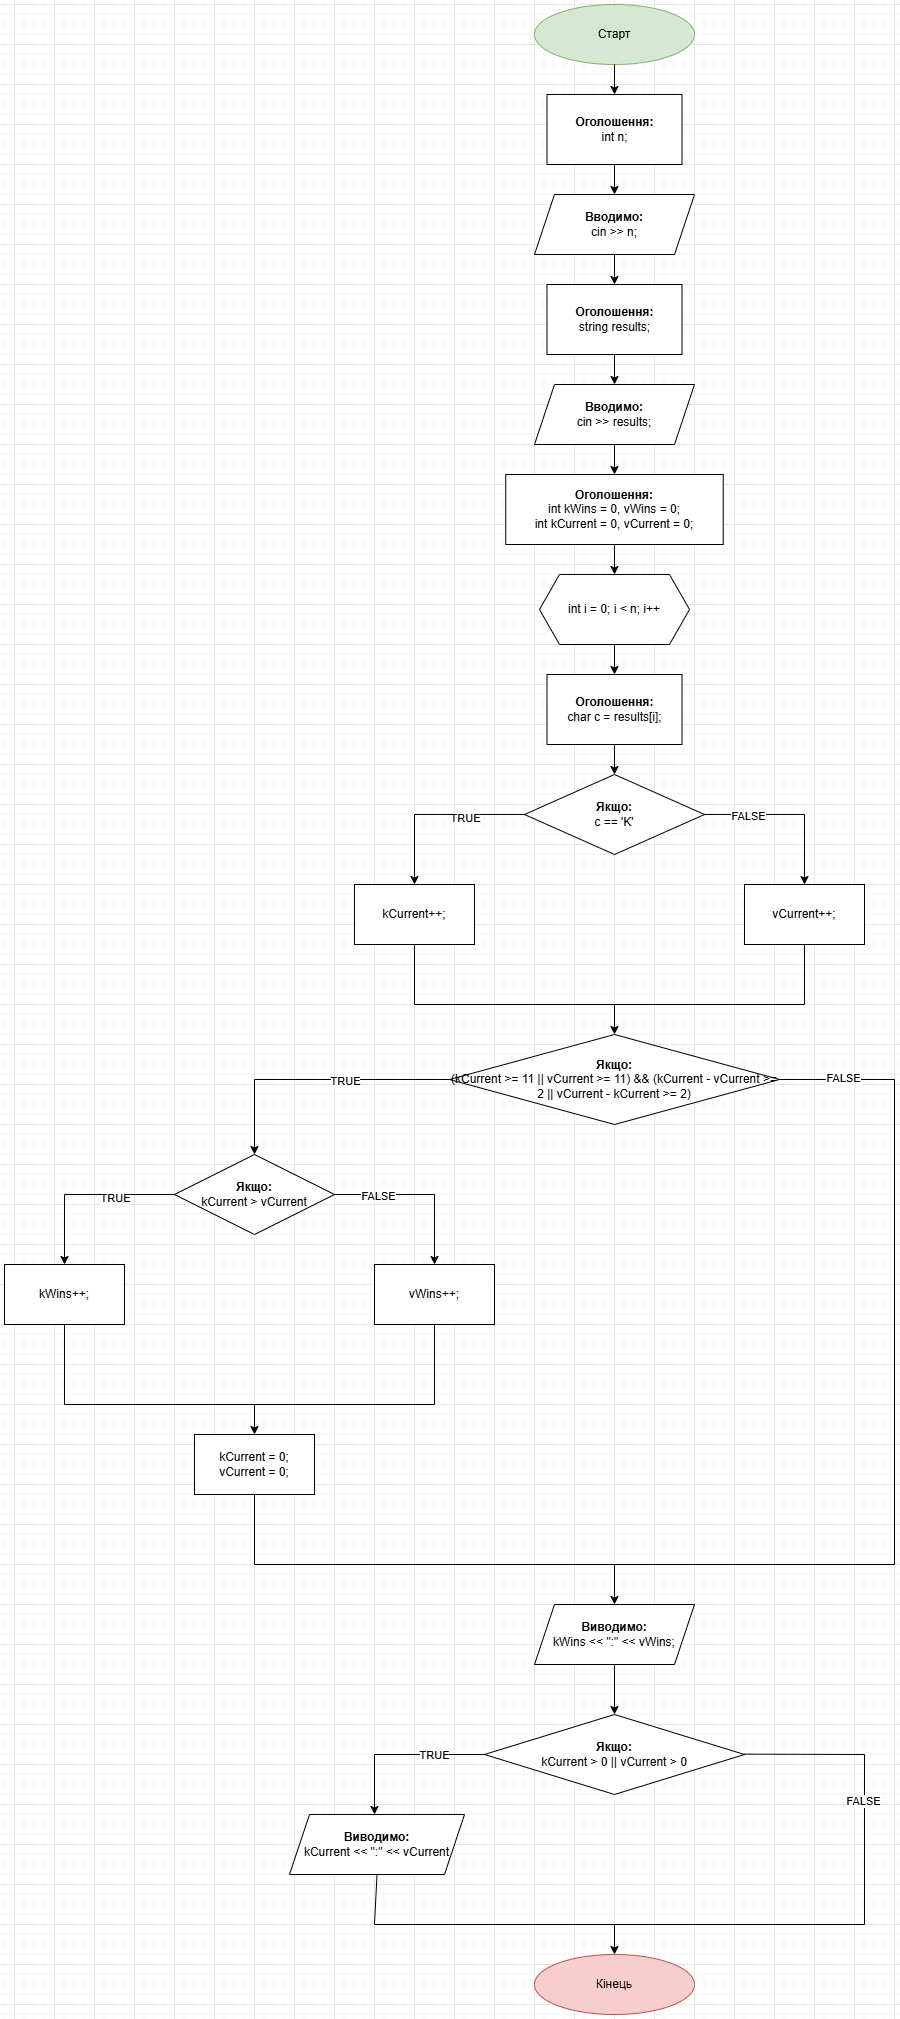 Старт
Оголошення:
int n;
Вводимо:
cin >> n;
Оголошення:
string results;
Вводимо:
cin >> results;
Оголошення:
int kWins = 0, vWins = 0;
int kCurrent = 0, vCurrent = 0;
int i = 0; i < n; i++
Оголошення:
char c = results[i];
Якщо:
c == 'K'
TRUE
FALSE
kCurrent++;
vCurrent++;
Якщо:
(kCurrent >= 11 || vCurrent >= 11) && (kCurrent - vCurrent >=
2 || vCurrent - kCurrent >= 2)
TRUE
FALSE
Якщо:
kCurrent > vCurrent
TRUE
FALSE
kWins++;
vWins++;
kCurrent = 0;
vCurrent = 0;
Виводимо:
kWins << ":" << vWins;
Якщо:
kCurrent > 0 || vCurrent > 0
TRUE
FALSE
Виводимо:
kCurrent << ":" << vCurrent
Кінець